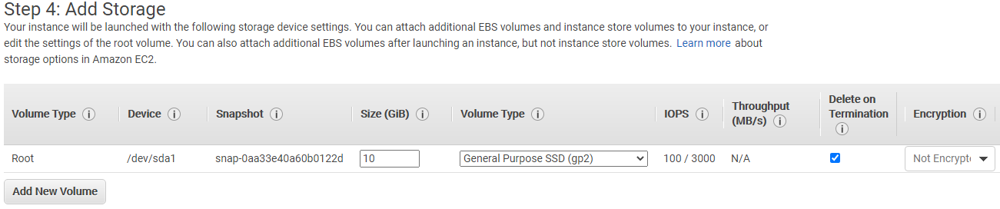 Step 4: Add Storage
Your instance will be launched with the following storage device settings. You can attach additional EBS volumes and instance store volumes to your instance, or
edit the settings of the root volume. You can also attach additional EBS volumes after launching an instance, but not instance store volumes. Learn more about
storage options in Amazon EC2.
Volume Type i Device i Snapshot i Size (GiB) i Volume Type i IOPS i Throughput (MB/s) i Delete on Termination i Encryption i
Root /dev/sda1 snap-0aa33e40a60b0122d 10 General Purpose SSD (gp2) 100 / 3000 N/A Not Encrypt
Add New Volume